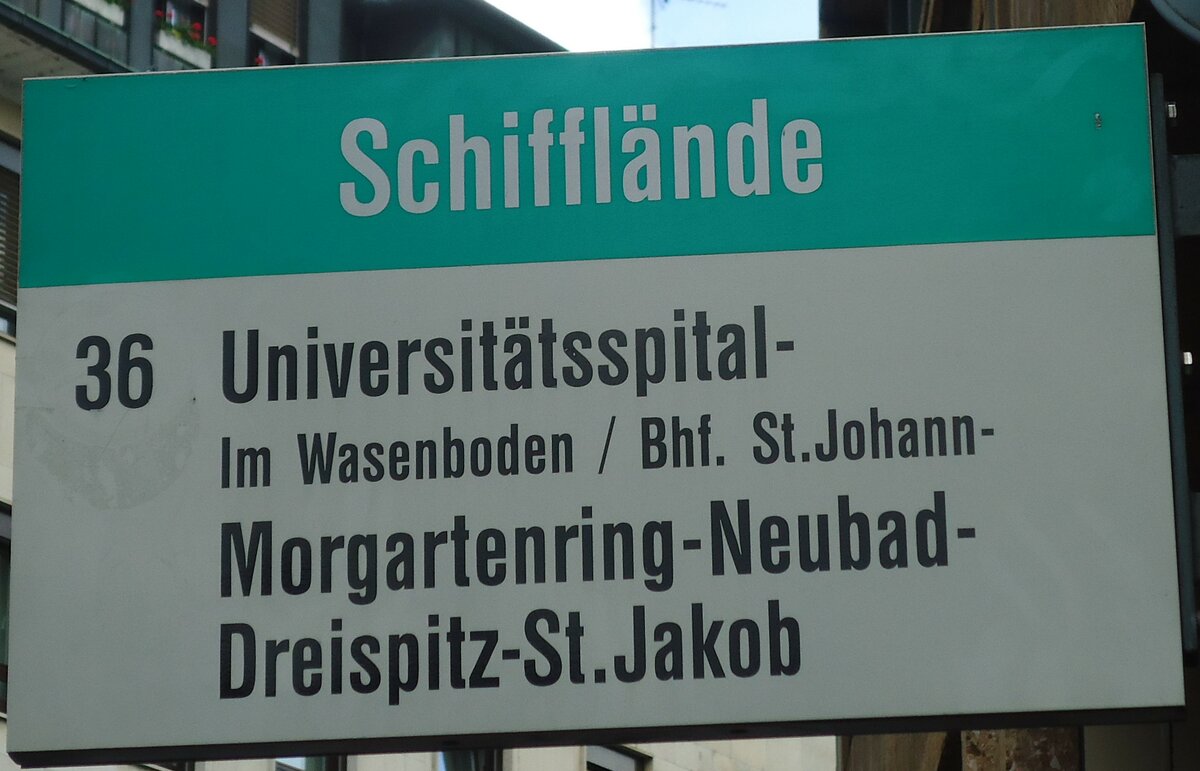 Schifflände
36 Universitätsspital-
Im Wasenboden / Bhf. St.Johann-
Morgartenring-Neubad-
Dreispitz-St.Jakob